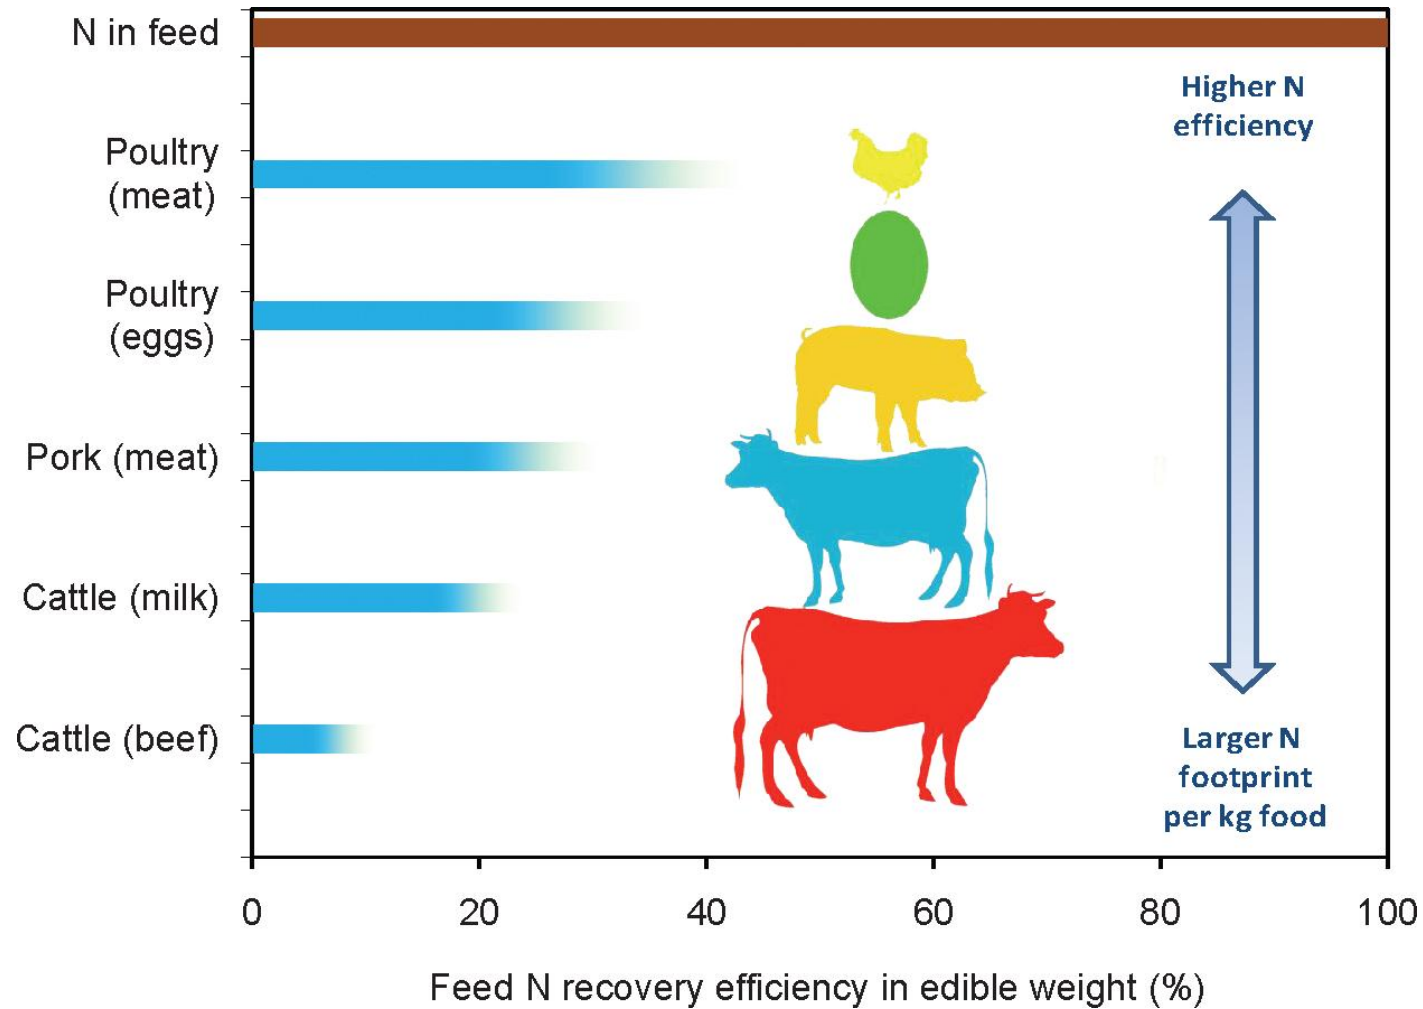 N in feed
Higher N
efficiency
Poultry
(meat)
Poultry
(eggs)
Pork (meat)
Cattle (milk)
Cattle (beef)
Larger N
footprint
per kg food
0 20 40 60 80 100
Feed N recovery efficiency in edible weight (%)